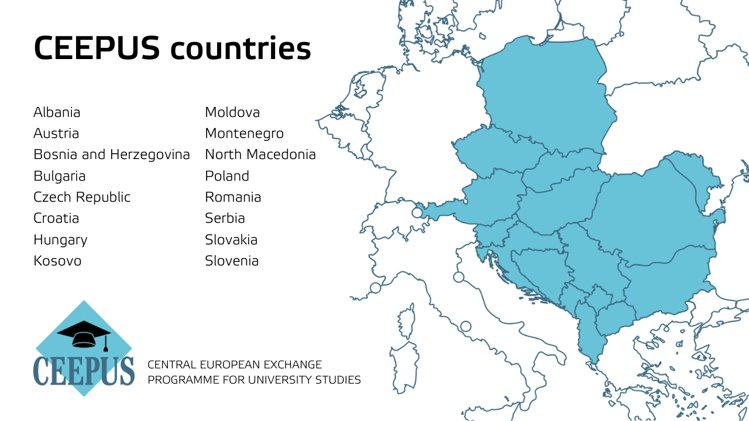 CEEPUS countries
Albania
Austria
Bosnia and Herzegovina
Bulgaria
Czech Republic
Croatia
Hungary
Kosovo
Moldova
Montenegro
North Macedonia
Poland
Romania
Serbia
Slovakia
Slovenia
CEEPUS
CENTRAL EUROPEAN EXCHANGE
PROGRAMME FOR UNIVERSITY STUDIES